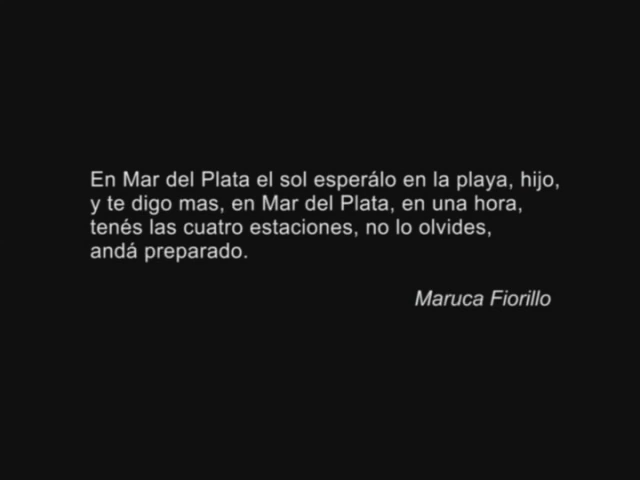 En Mar del Plata el sol esperálo en la playa, hijo,
y te digo mas, en Mar del Plata, en una hora,
tenés las cuatro estaciones, no lo olvides,
andá preparado.
Maruca Fiorillo